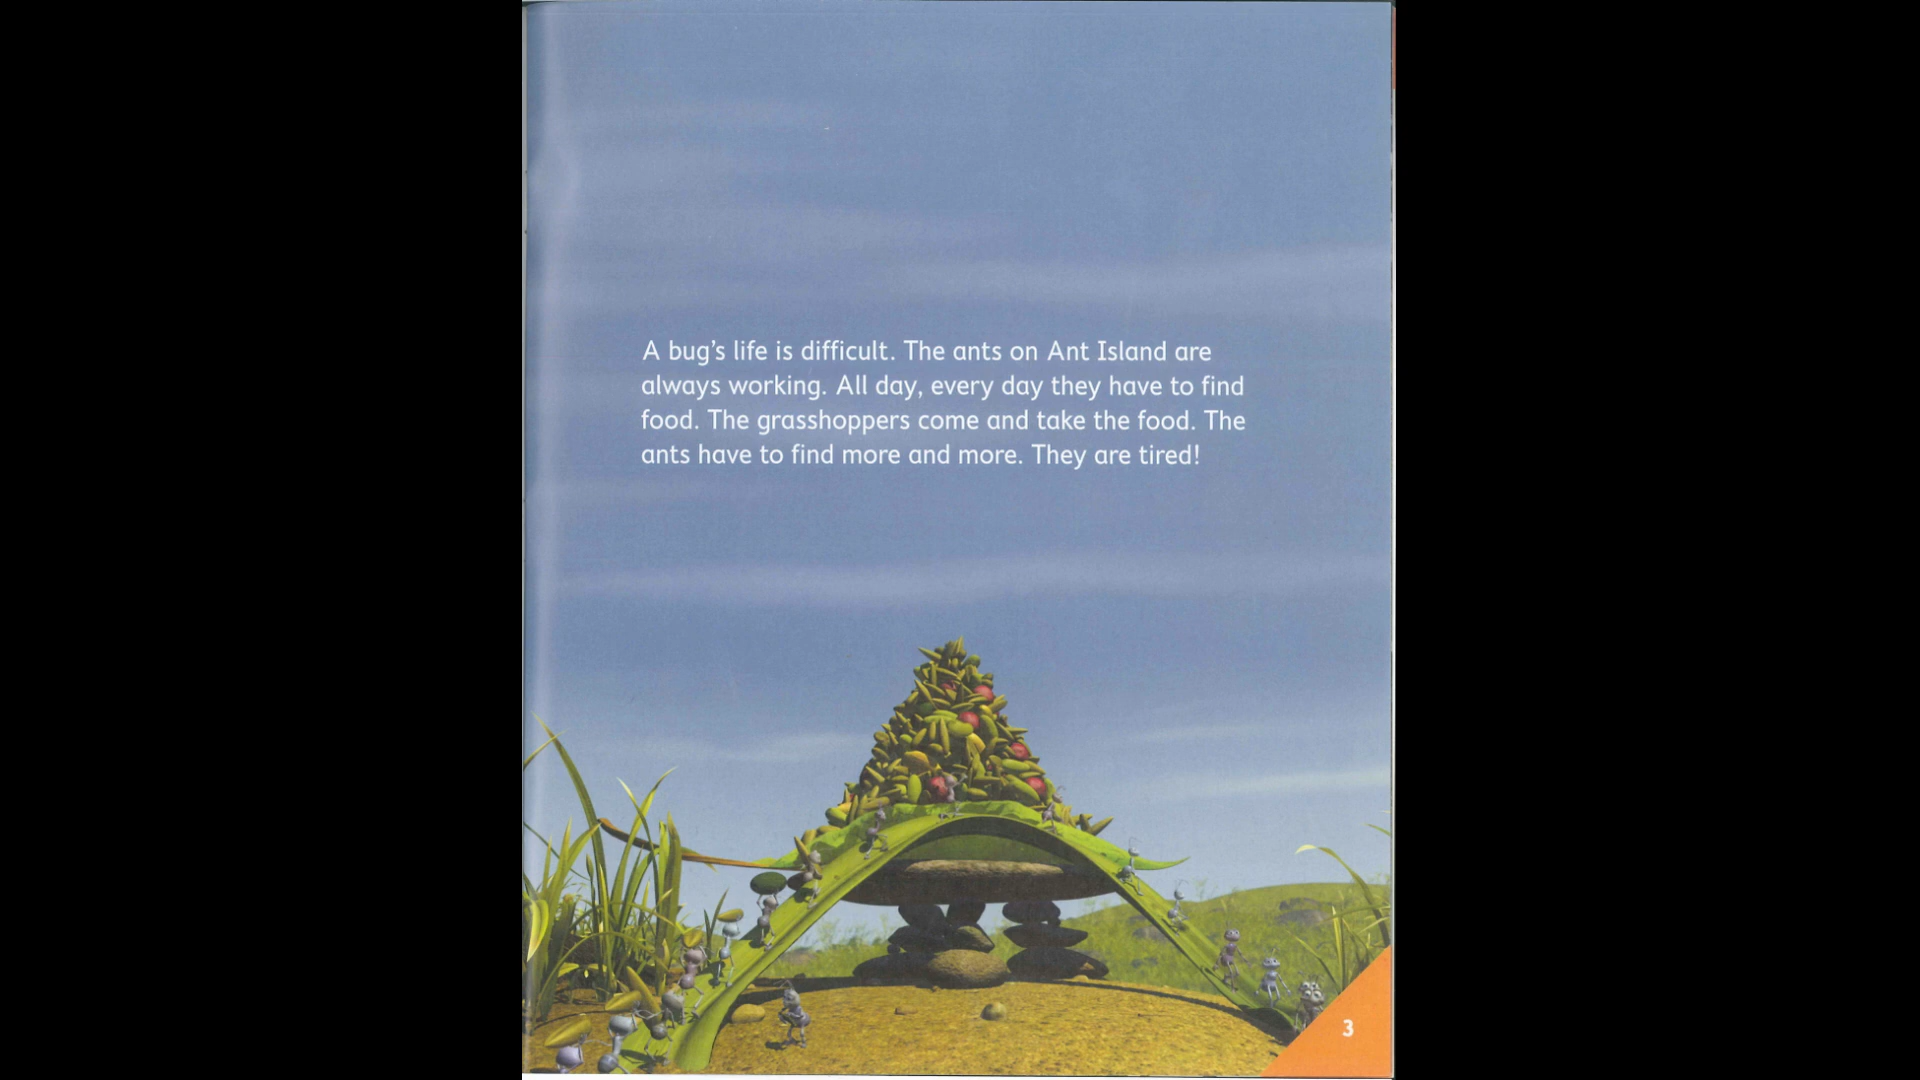 A bug's life is difficult. The ants on Ant Island are
always working. All day, every day they have to find
food. The grasshoppers come and take the food. The
ants have to find more and more. They are tired!
3